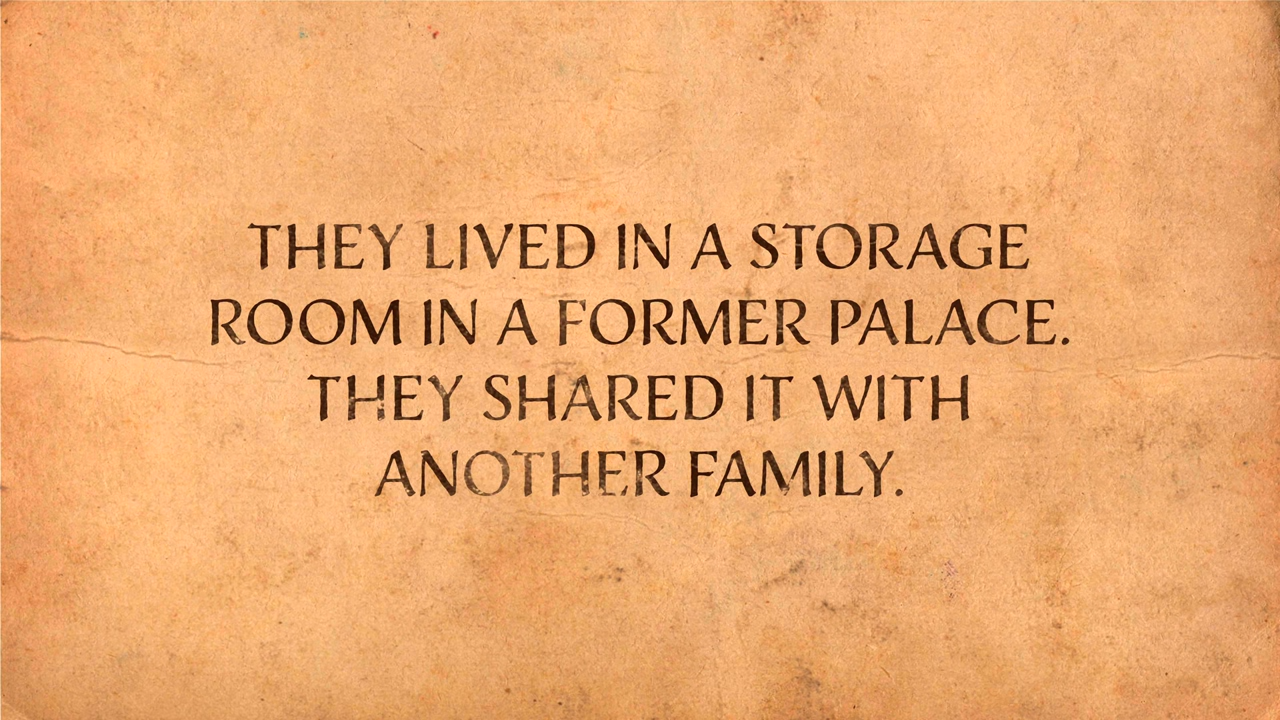 THEY LIVED IN A STORAGE
ROOM IN A FORMER PALACE.
THEY SHARED IT WITH
ANOTHER FAMILY.